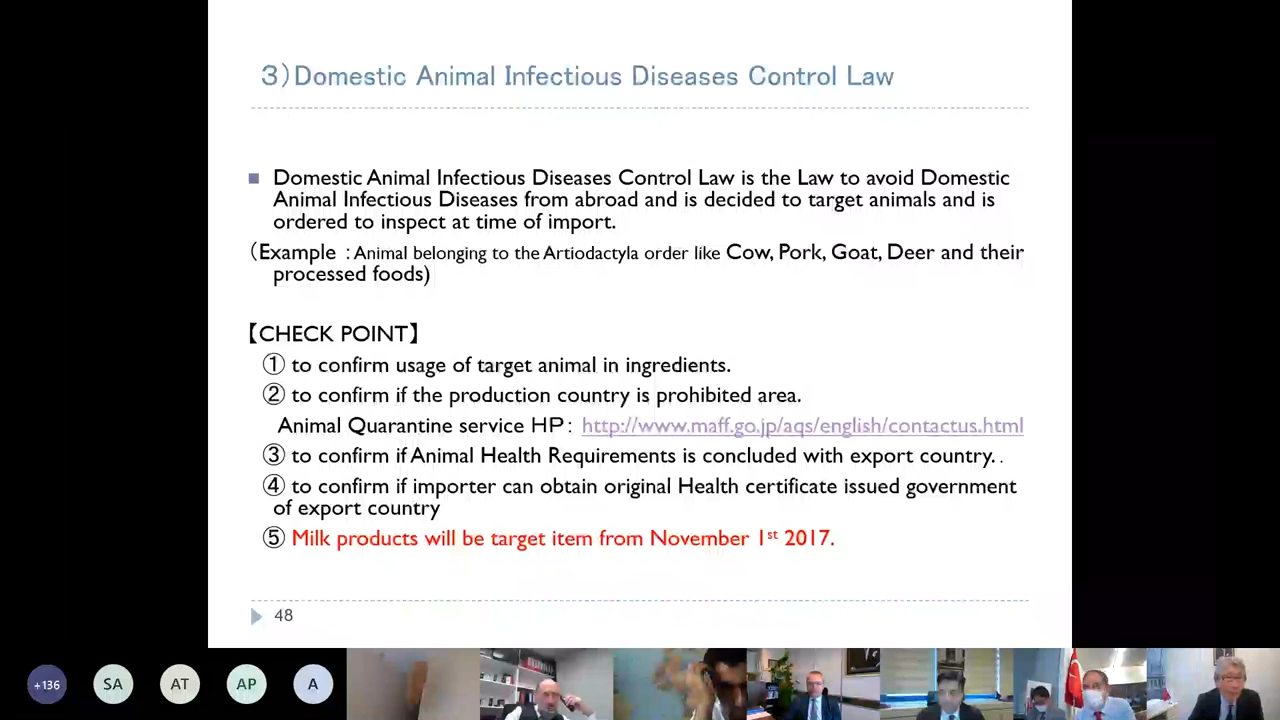 3)Domestic Animal Infectious Diseases Control Law
Domestic Animal Infectious Diseases Control Law is the Law to avoid Domestic
Animal Infectious Diseases from abroad and is decided to target animals and is
ordered to inspect at time of import.
(Example : Animal belonging to the Artiodactyla order like Cow, Pork, Goat, Deer and their
processed foods)
【CHECK POINT】
① to confirm usage of target animal in ingredients.
② to confirm if the production country is prohibited area.
Animal Quarantine service HP: http://www.maff.go.jp/aqs/english/contactus.html
③ to confirm if Animal Health Requirements is concluded with export country. .
④ to confirm if importer can obtain original Health certificate issued government
of export country
⑤ Milk products will be target item from November 1st 2017.
48
+136 SA AT AP A